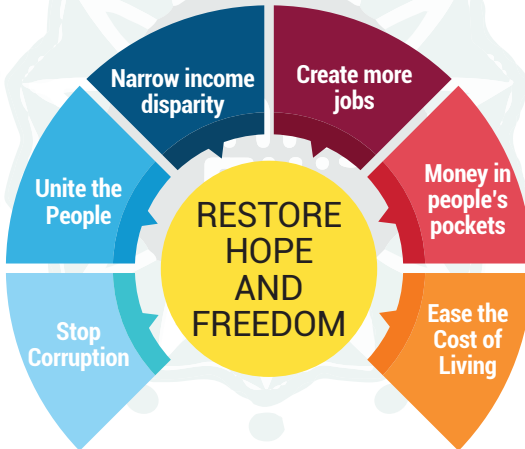 Narrow income
disparity
Create more
jobs
Unite the
People
Money in
people's
pockets
RESTORE
HOPE
AND
FREEDOM
Stop
Corruption
Ease the
Cost of
Living